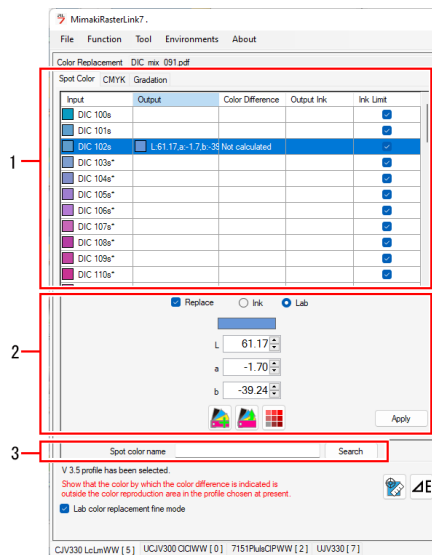 MimakiRasterLink7 .
File Function Tool Environments About
Color Replacement DIC_mix_091.pdf
Spot Color CMYK Gradation
Input Output Color Difference Output Ink Ink Limit
DIC 100s
DIC 101s
DIC 102s L:61.17,a:-1.7,b:-39 Not calculated
1
DIC 103s*
DIC 104s*
DIC 105s*
DIC 106s*
DIC 107s*
DIC 108s*
DIC 109s*
DIC 110s*
Replace Ink Lab
2
L 61.17
a -1.70
b -39.24
Apply
3
Spot color name Search
V 3.5 profile has been selected.
Show that the color by which the color difference is indicated is
outside the color reproduction area in the profile chosen at present.
Lab color replacement fine mode
CJV330 LcLmWW [ 5 ] UCJV300 ClClWW [ 0 ] 7151PlulsClPWW [ 2 ] UJV330 [ 7 ]